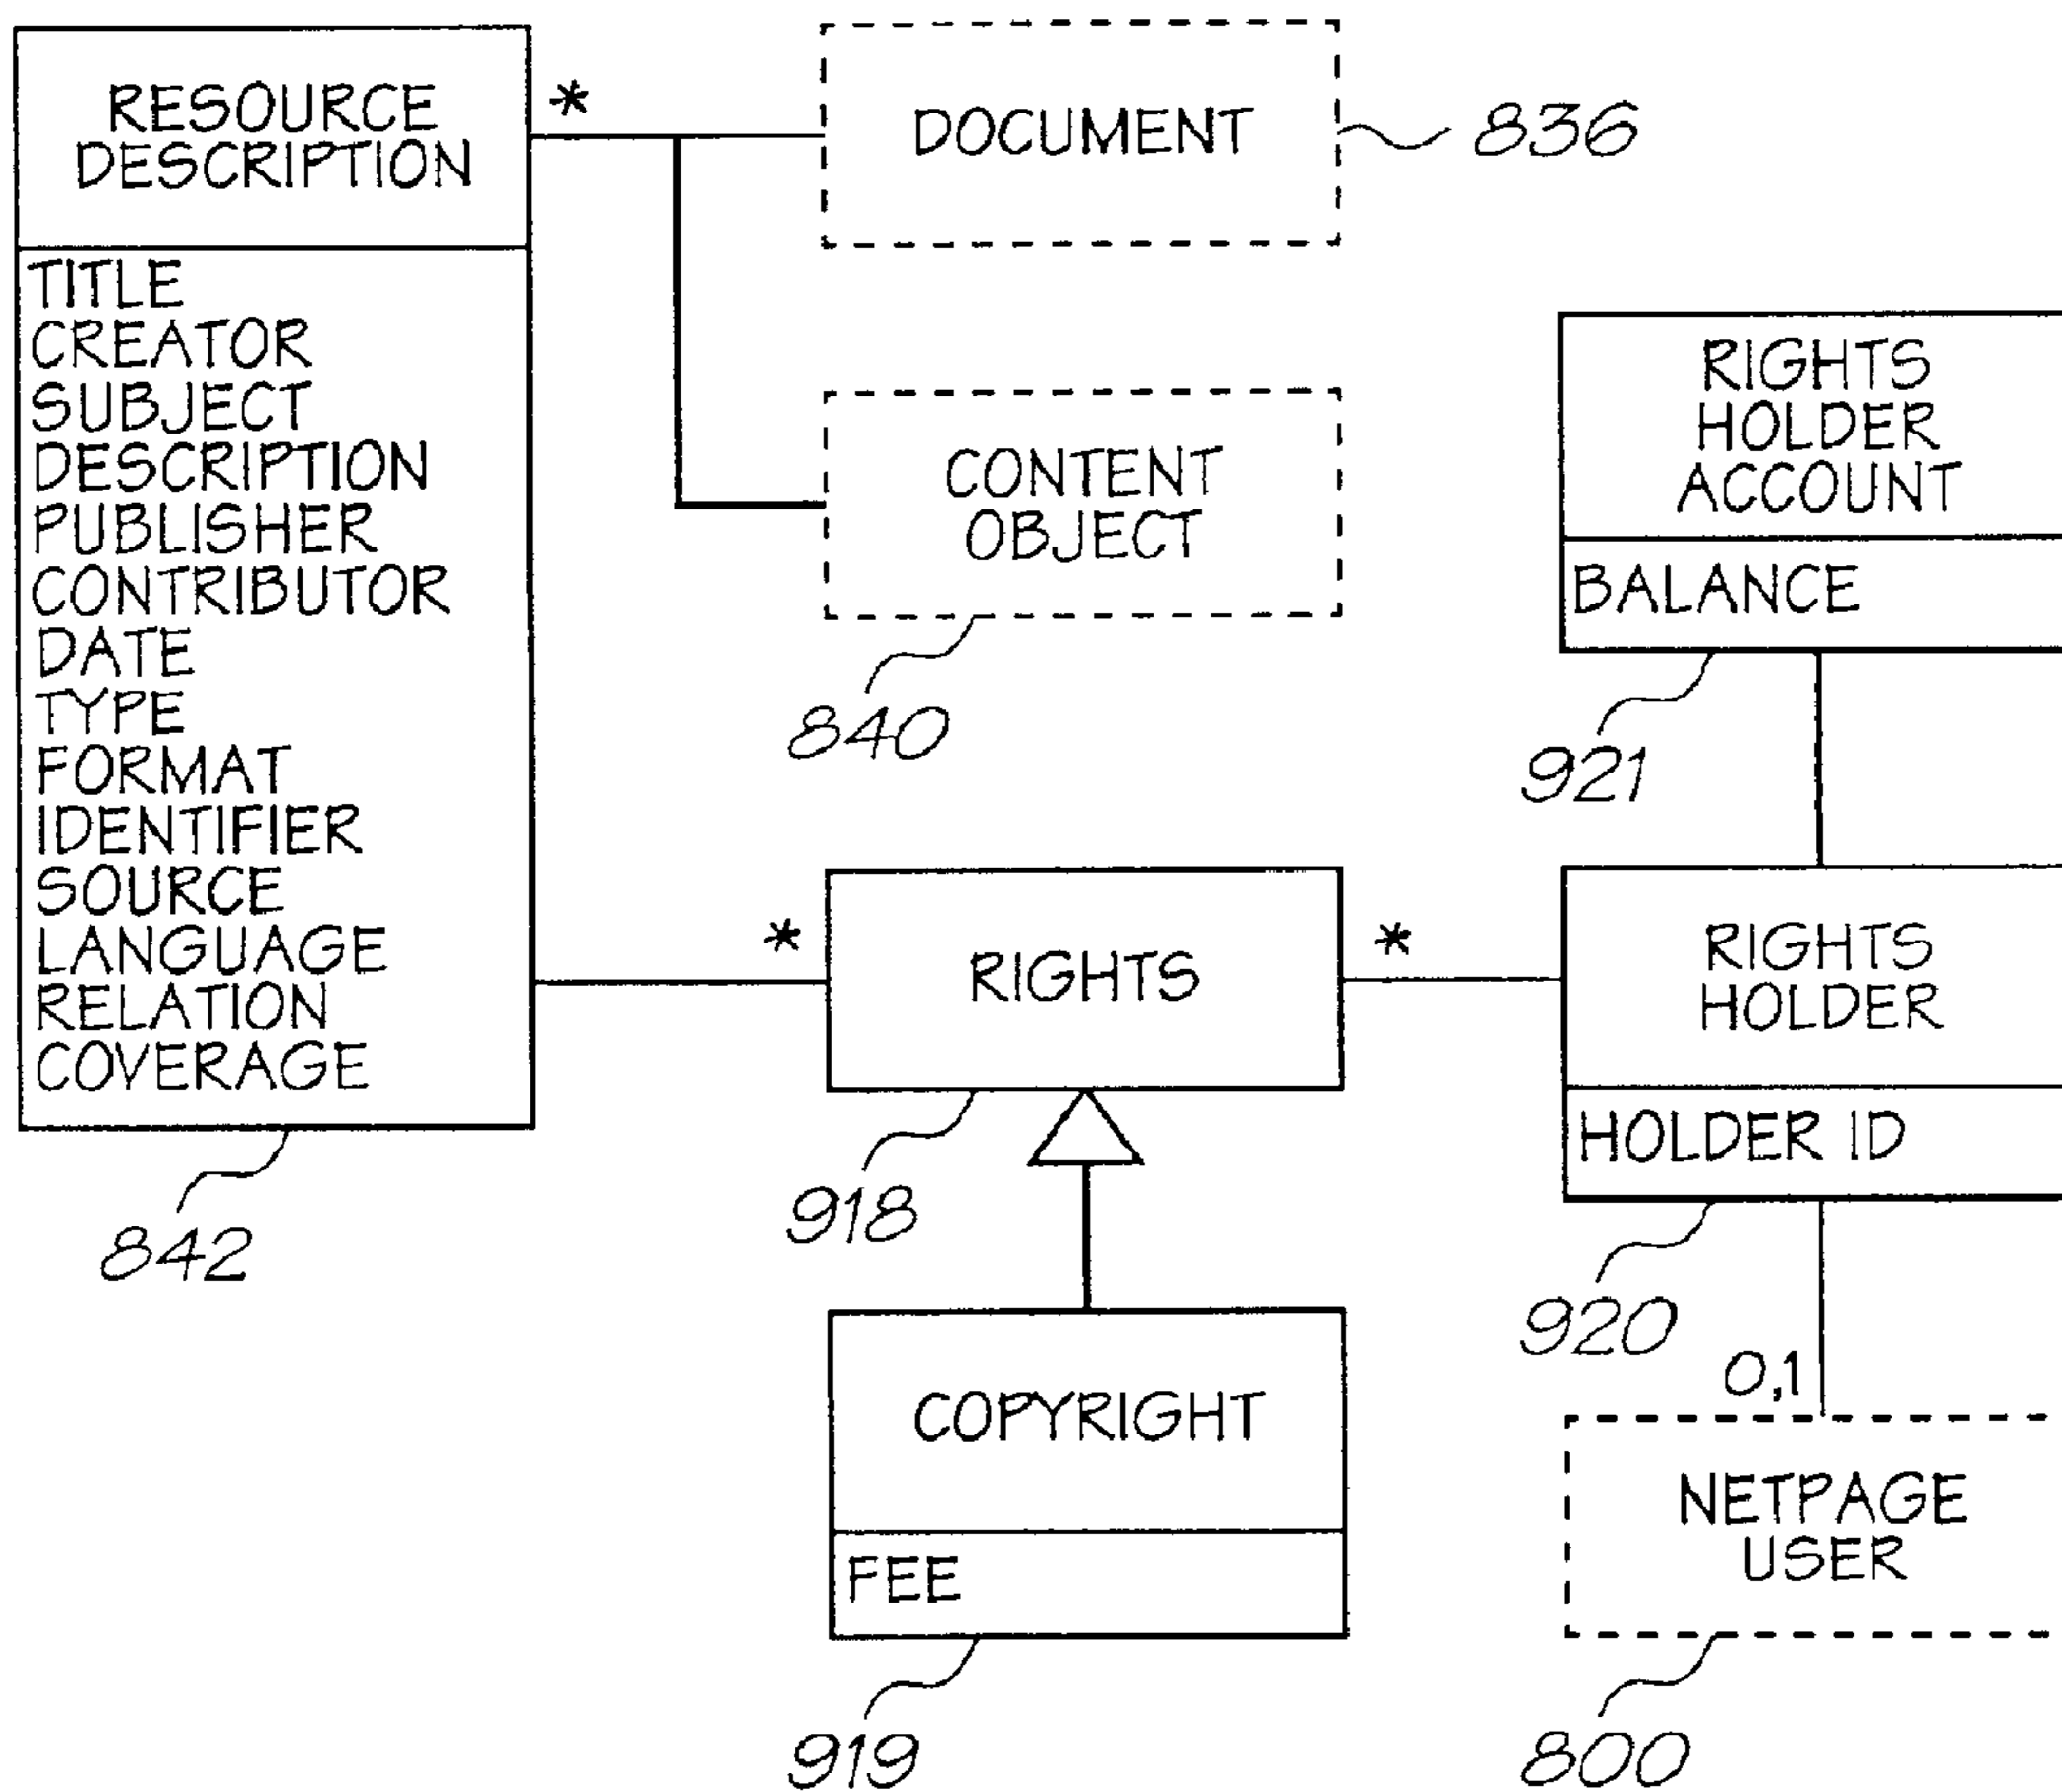 RESOURCE
DESCRIPTION
TITLE
CREATOR
SUBJECT
DESCRIPTION
PUBLISHER
CONTRIBUTOR
DATE
TYPE
FORMAT
IDENTIFIER
SOURCE
LANGUAGE
RELATION
COVERAGE
842
*
DOCUMENT
836
CONTENT
OBJECT
840
*
RIGHTS
*
918
COPYRIGHT
FEE
919
RIGHTS
HOLDER
ACCOUNT
BALANCE
921
RIGHTS
HOLDER
HOLDER ID
920
0,1
NETPAGE
USER
800